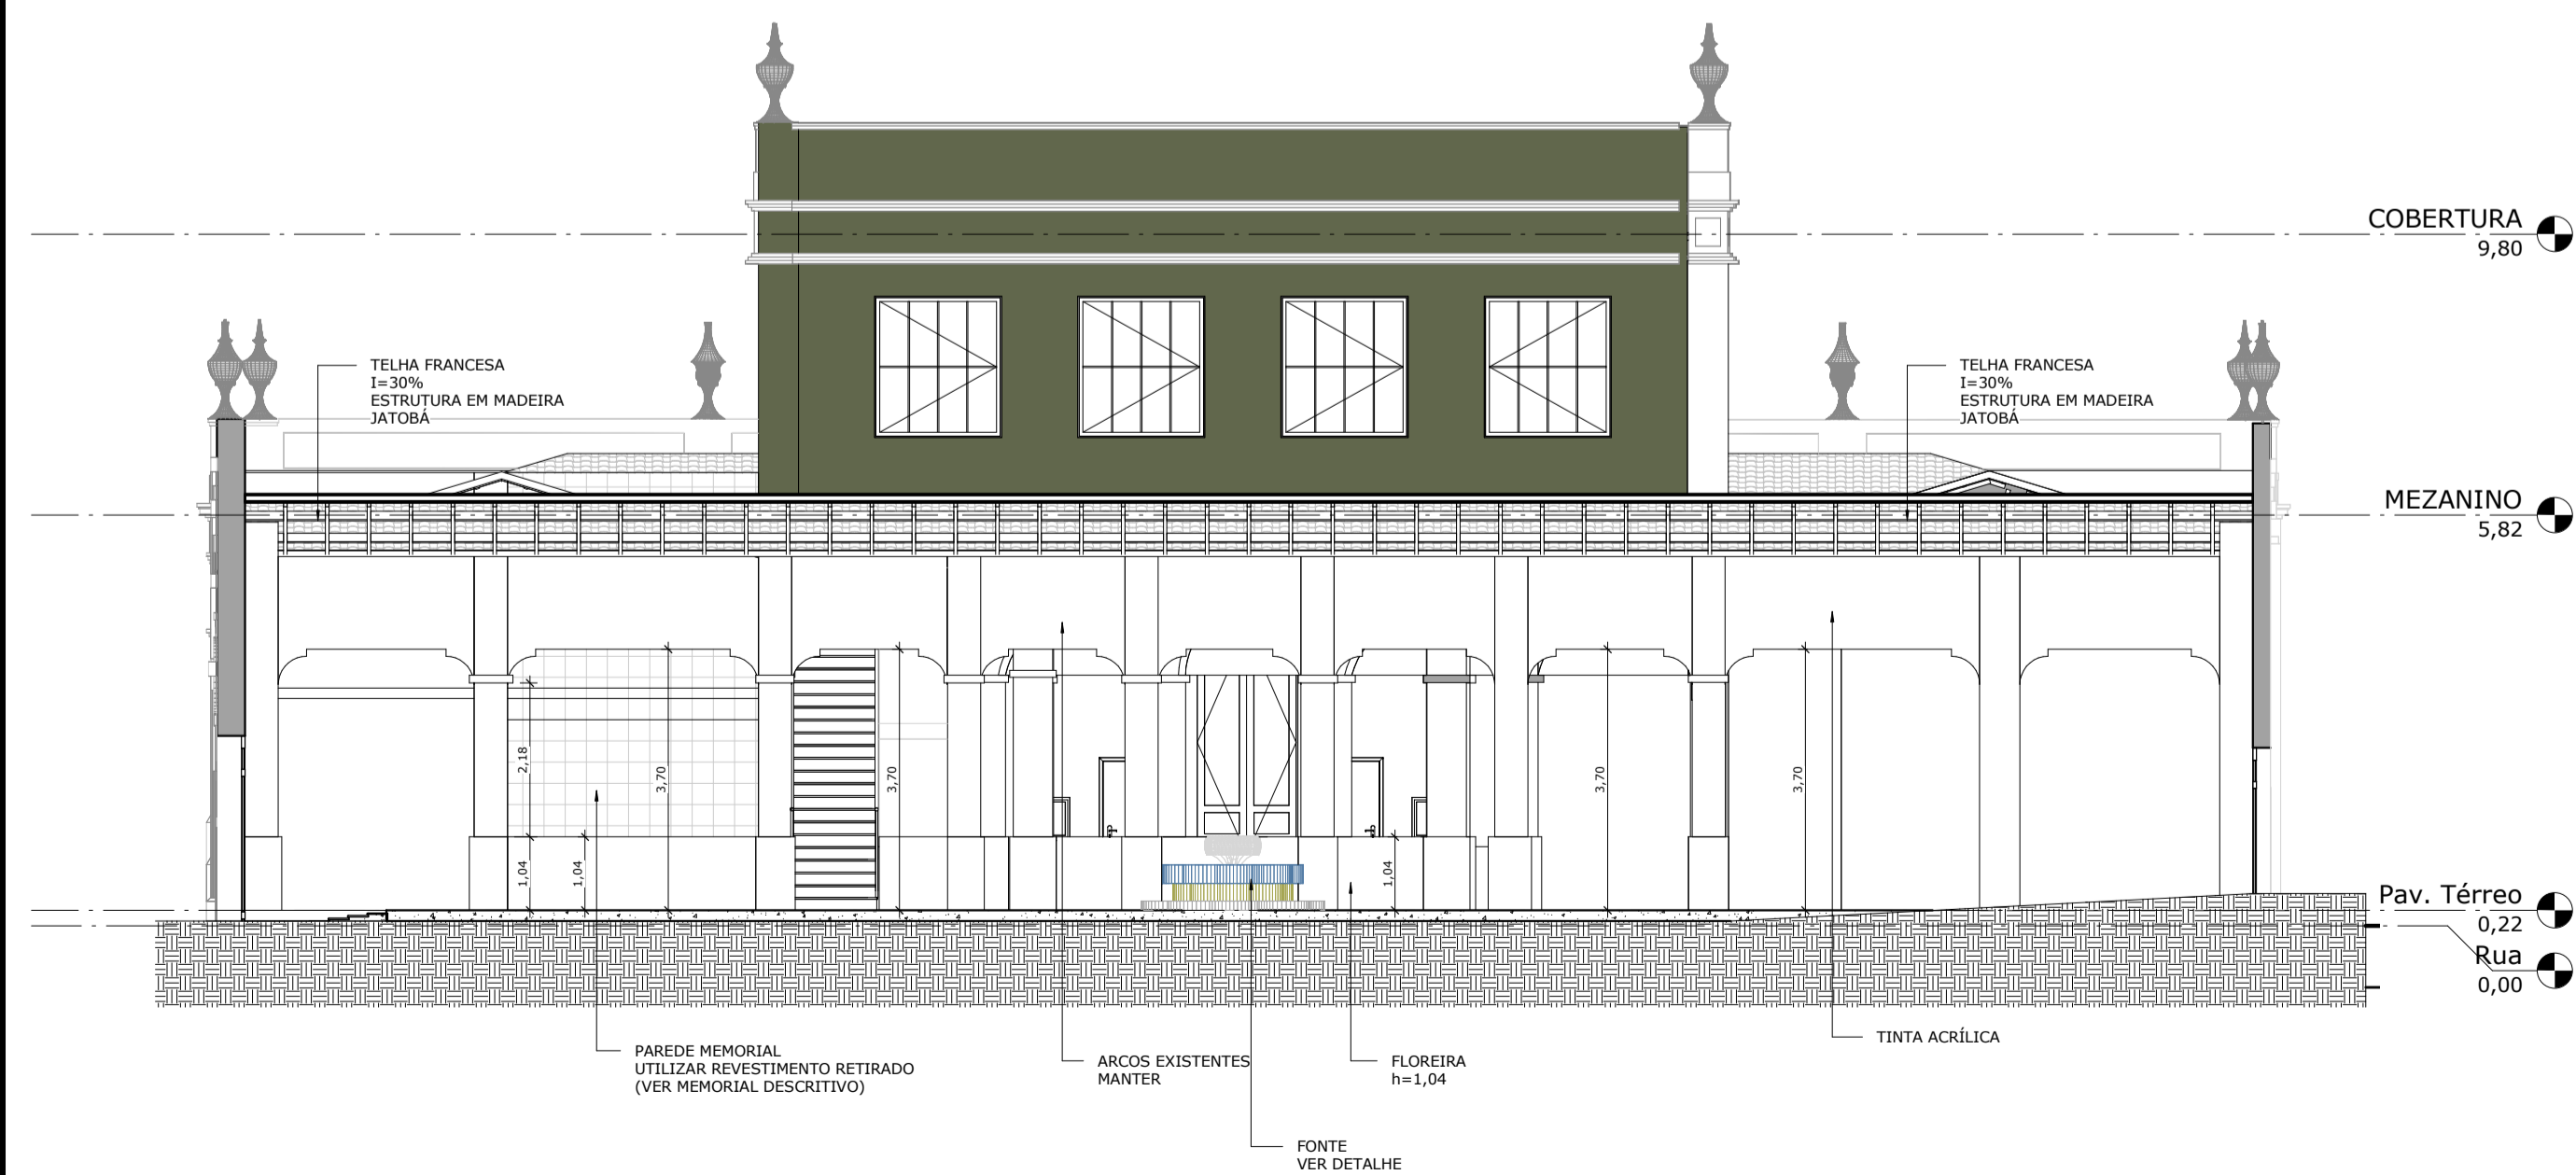 COBERTURA
9,80
TELHA FRANCESA
I=30%
ESTRUTURA EM MADEIRA
JATOBÁ
TELHA FRANCESA
I=30%
ESTRUTURA EM MADEIRA
JATOBÁ
MEZANINO
5,82
2,18
3,70
3,70
3,70
3,70
1,04
1,04
1,04
Pav. Térreo
0,22
Rua
0,00
PAREDE MEMORIAL
UTILIZAR REVESTIMENTO RETIRADO
(VER MEMORIAL DESCRITIVO)
ARCOS EXISTENTES
MANTER
FLOREIRA
h=1,04
TINTA ACRÍLICA
FONTE
VER DETALHE